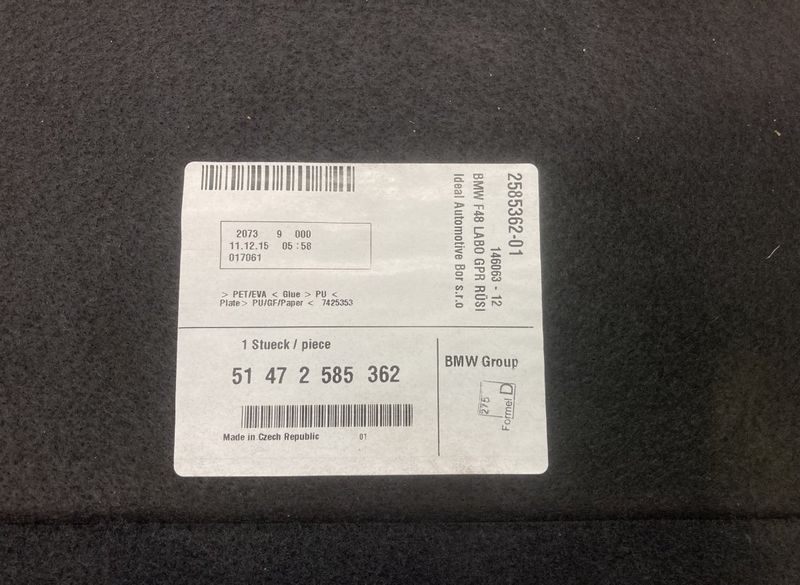 2073 9 000
11.12.15 05:58
017061
> PET/EVA < Glue > PU <
Plate> PU/GF/Paper < 7425353
2585362-01
146063 - 12
BMW F48 LABO GPR RÜSI
Ideal Automotive Bor s.r.o
1 Stueck / piece
51 47 2 585 362
Made in Czech Republic 01
BMW Group
275
Formel D